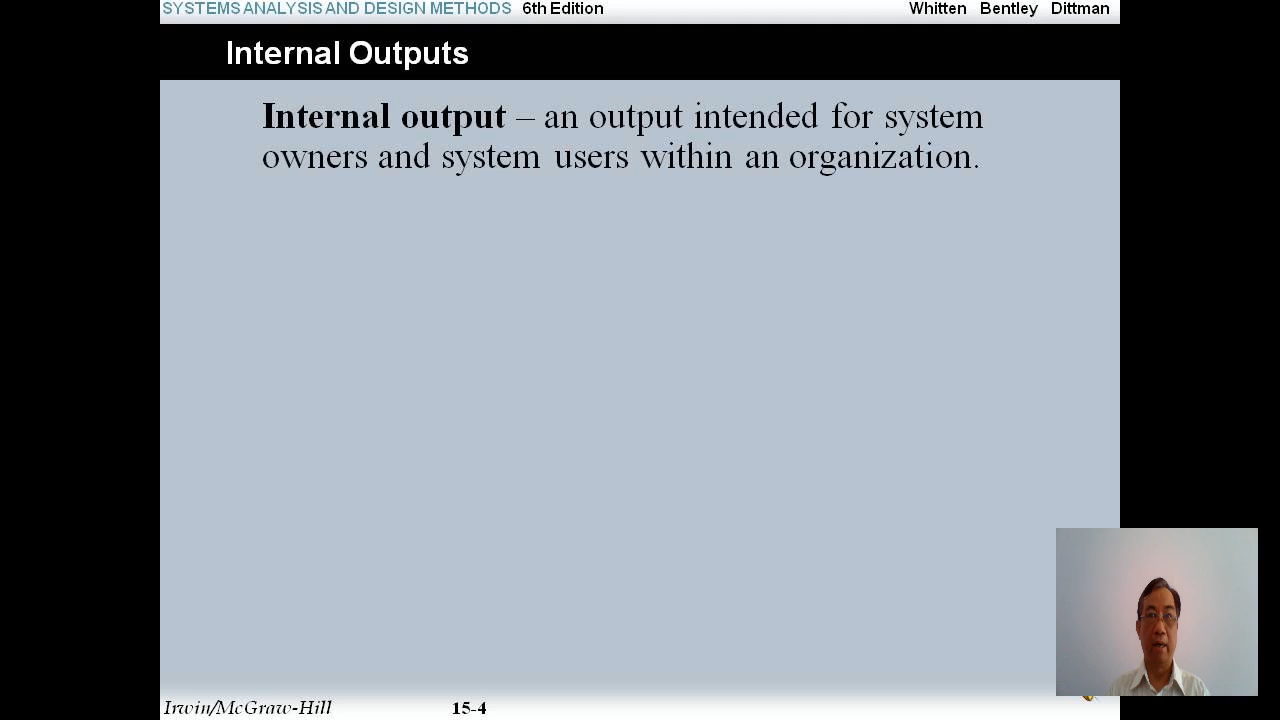 SYSTEMS ANALYSIS AND DESIGN METHODS 6th Edition Whitten Bentley Dittman
Internal Outputs
Internal output – an output intended for system
owners and system users within an organization.
Irwin/McGraw-Hill 15-4